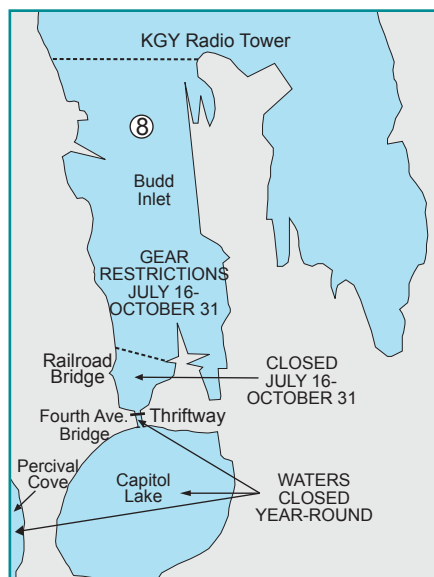 KGY Radio Tower
8
Budd
Inlet
GEAR
RESTRICTIONS
JULY 16-
OCTOBER 31
Railroad
Bridge
CLOSED
JULY 16-
OCTOBER 31
Fourth Ave.
Bridge
Thriftway
Percival
Cove
Capitol
Lake
WATERS
CLOSED
YEAR-ROUND